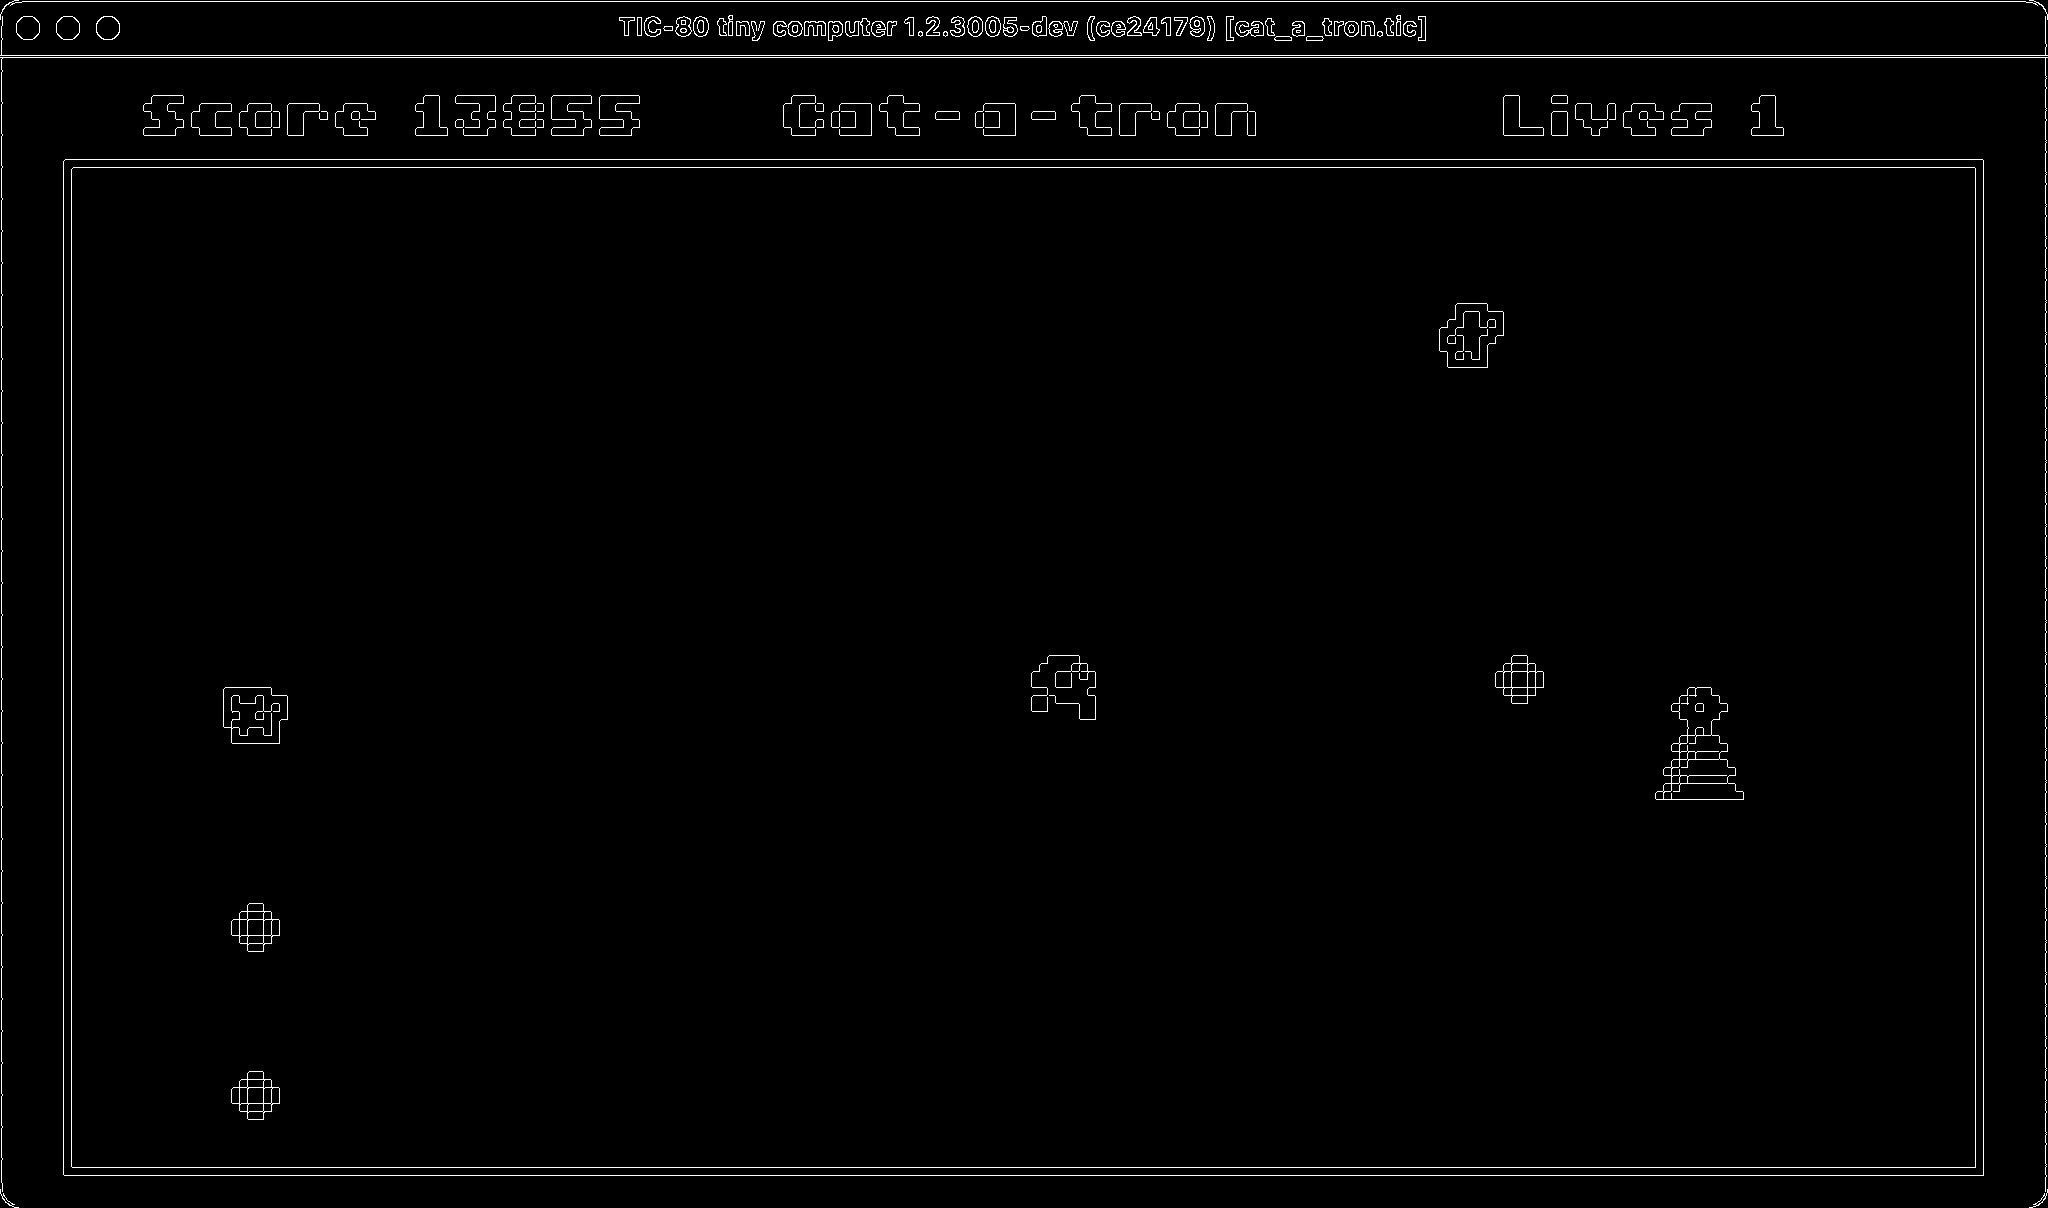 TIC-80 tiny computer 1.2.3005-dev (ce24179) [cat_a_tron.tic]
Score 13855 Cat-a-tron Lives 1